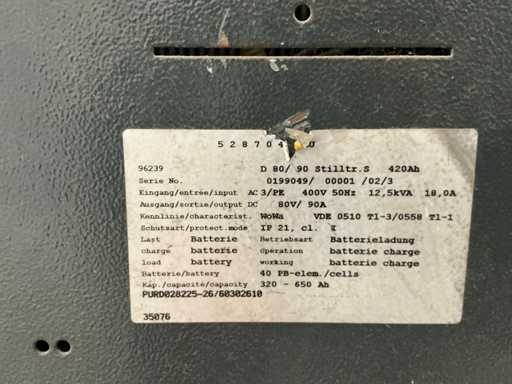 96239 D 80/ 90 Stilltr.S 420Ah
Serie No. 0199049/ 00001 /02/3
Eingang/entrée/input AC 3/PE 400V 50Hz 12,5kVA 18,0A
Ausgang/sortie/output DC 80V/ 90A
Kennlinie/characterist. WoWa VDE 0510 T1-3/0558 T1-1
Schutsart/protect.mode IP 21, cl.
Last Batterie Betriebsart Batterieladung
charge batterie operation batterie charge
load battery working batterie charge
Batterie/battery 40 PB-elem./cells
Kap./capacité/capacity 320 - 650 Ah
PURD028225-26/60302610
35076